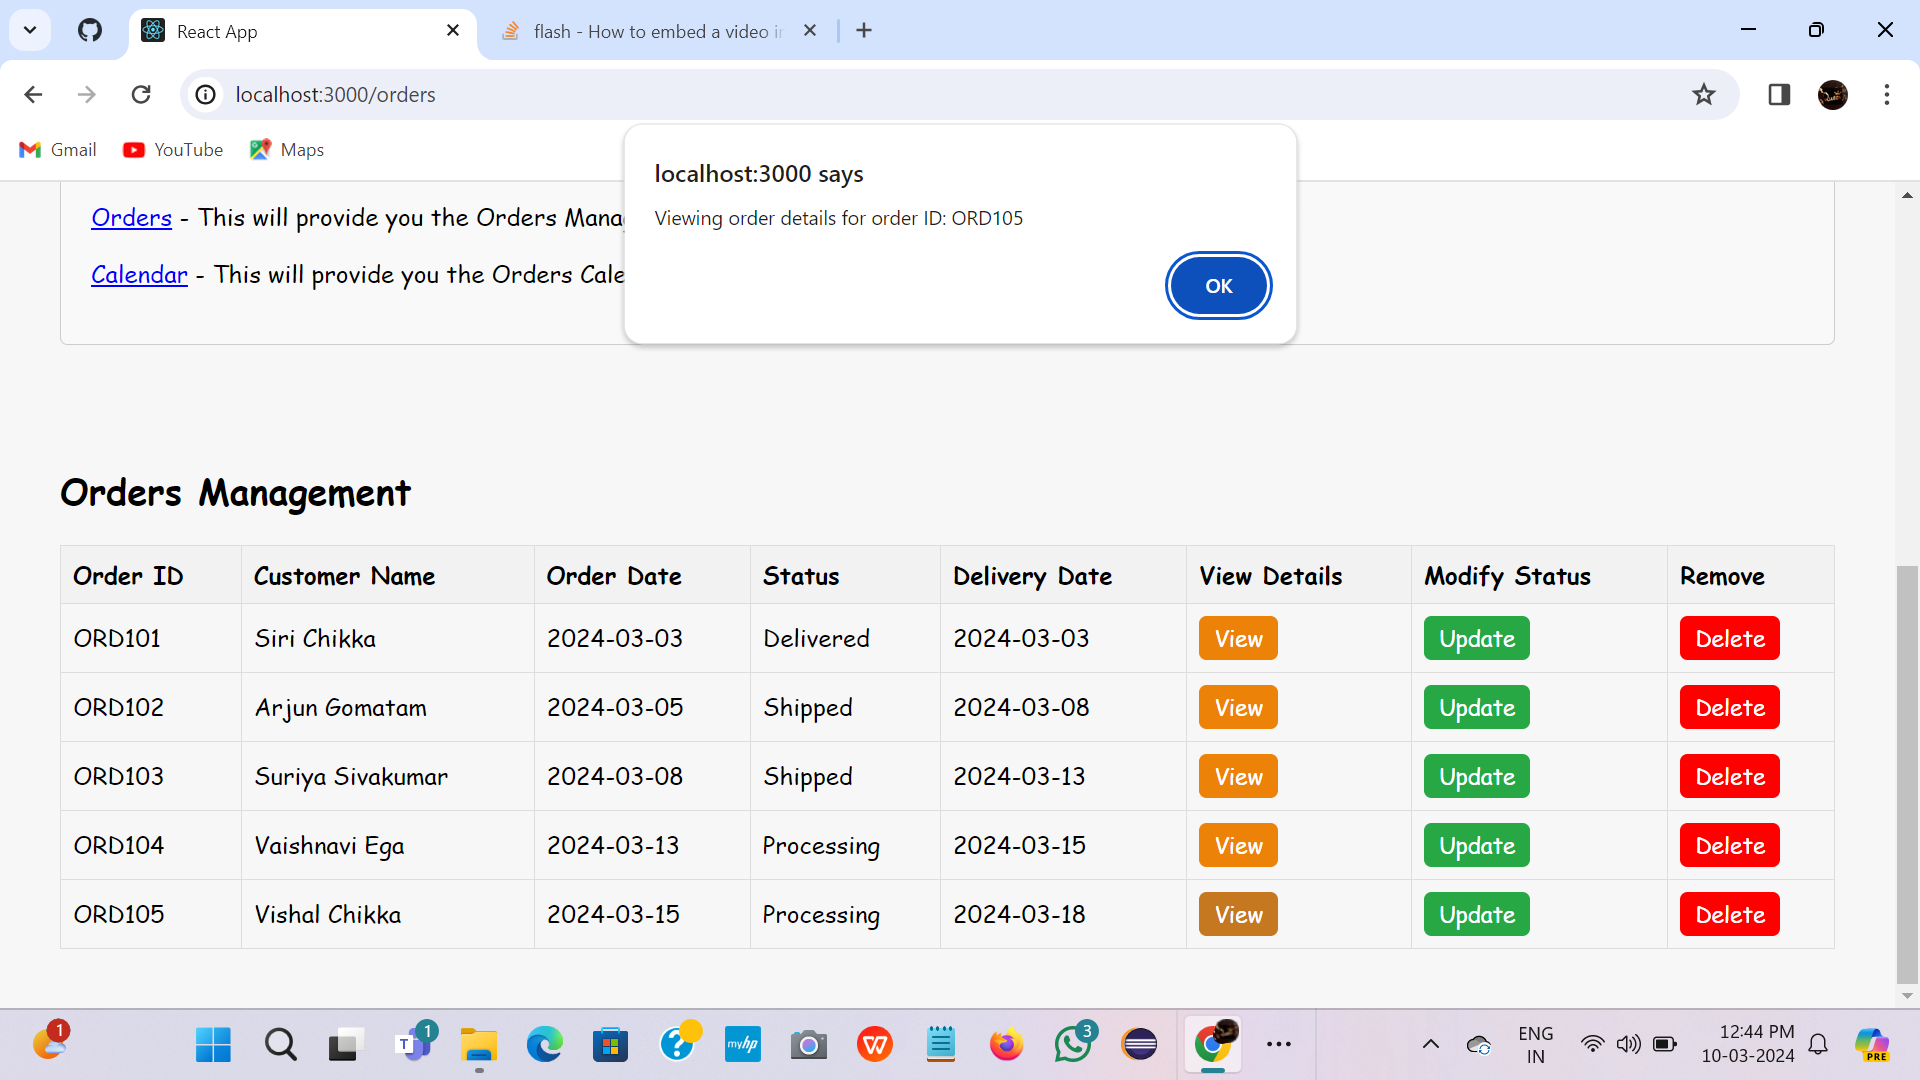 React App
flash - How to embed a video in
localhost:3000/orders
Gmail
YouTube
Maps
localhost:3000 says
Viewing order details for order ID: ORD105
OK
Orders - This will provide you the Orders Mana
Calendar - This will provide you the Orders Cale
Orders Management
Order ID Customer Name Order Date Status Delivery Date View Details Modify Status Remove
ORD101 Siri Chikka 2024-03-03 Delivered 2024-03-03 View Update Delete
ORD102 Arjun Gomatam 2024-03-05 Shipped 2024-03-08 View Update Delete
ORD103 Suriya Sivakumar 2024-03-08 Shipped 2024-03-13 View Update Delete
ORD104 Vaishnavi Ega 2024-03-13 Processing 2024-03-15 View Update Delete
ORD105 Vishal Chikka 2024-03-15 Processing 2024-03-18 View Update Delete
1
T 1
?
myhp
W
3
ENG
IN
12:44 PM
10-03-2024
PRE